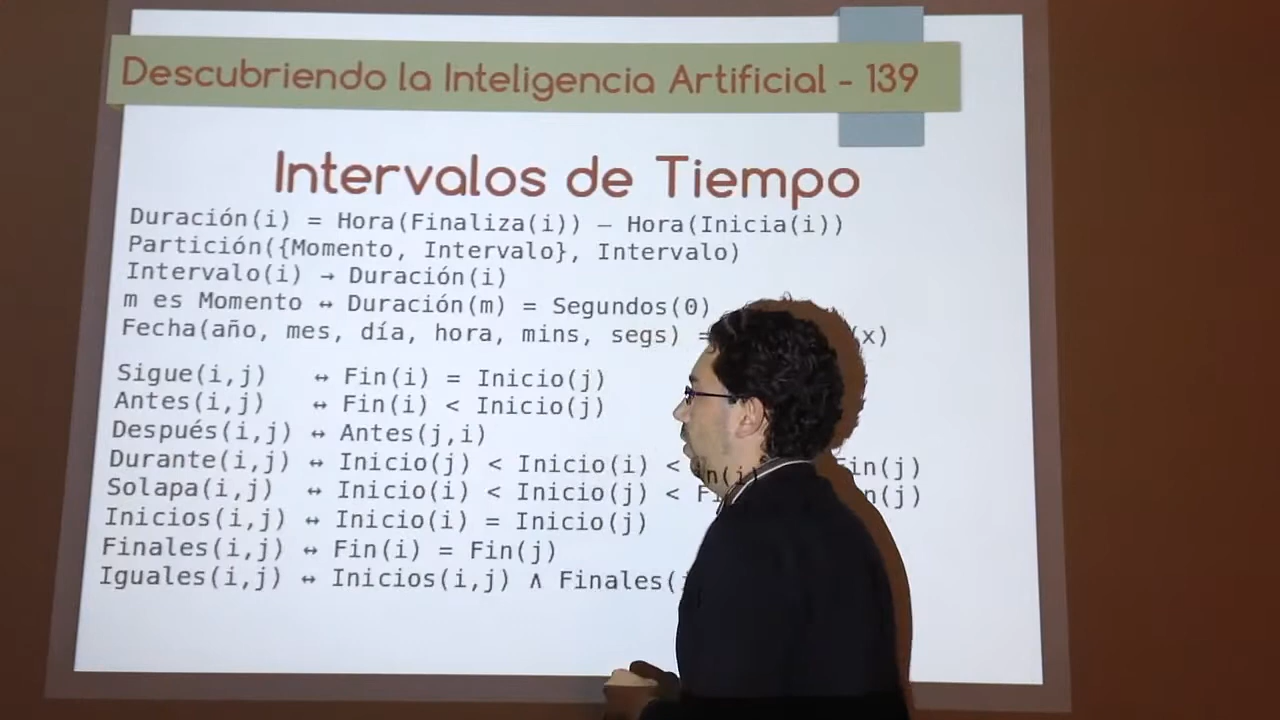 Descubriendo la Inteligencia Artificial - 139
Intervalos de Tiempo
Duración(i) = Hora(Finaliza(i)) – Hora(Inicia(i))
Partición({Momento, Intervalo}, Intervalo)
Intervalo(i) → Duración(i)
m es Momento ↔ Duración(m) = Segundos(0)
Fecha(año, mes, día, hora, mins, segs) = (x)
Sigue(i,j) ↔ Fin(i) = Inicio(j)
Antes(i,j) ↔ Fin(i) < Inicio(j)
Después(i,j) ↔ Antes(j,i)
Durante(i,j) ↔ Inicio(j) < Inicio(i) < in(i) in(j)
Solapa(i,j) ↔ Inicio(i) < Inicio(j) < n(j)
Inicios(i,j) ↔ Inicio(i) = Inicio(j)
Finales(i,j) ↔ Fin(i) = Fin(j)
Iguales(i,j) ↔ Inicios(i,j) ∧ Finales(